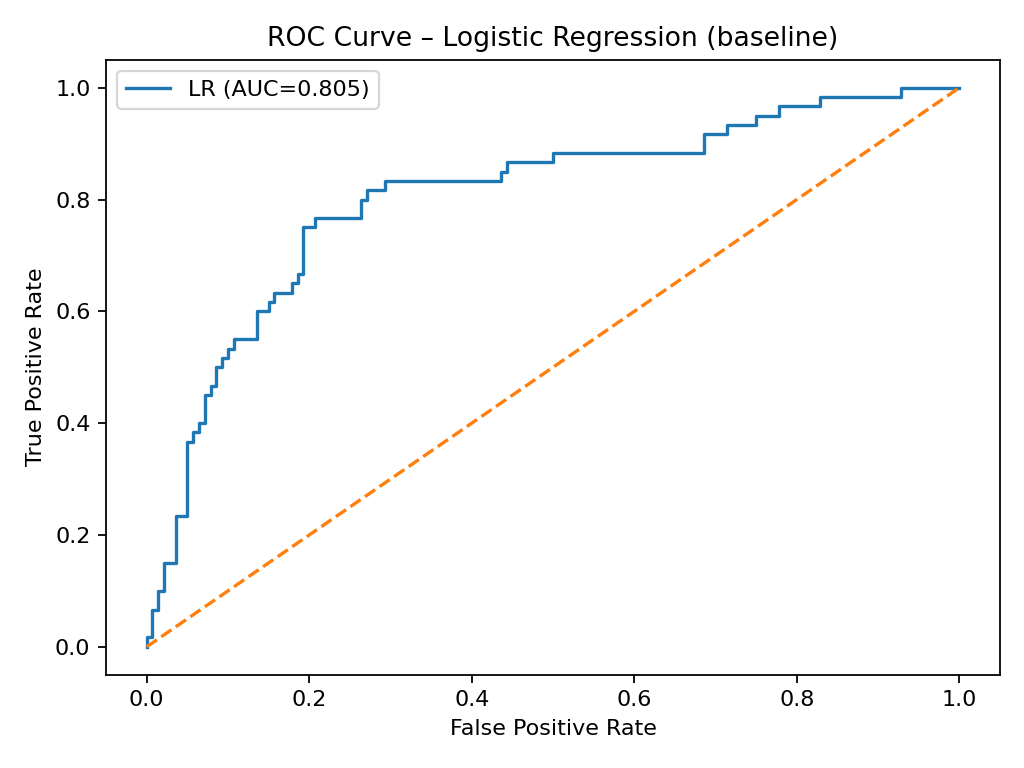 ROC Curve – Logistic Regression (baseline)
LR (AUC=0.805)
1.0
0.8
0.6
0.4
0.2
0.0
True Positive Rate
0.0 0.2 0.4 0.6 0.8 1.0
False Positive Rate